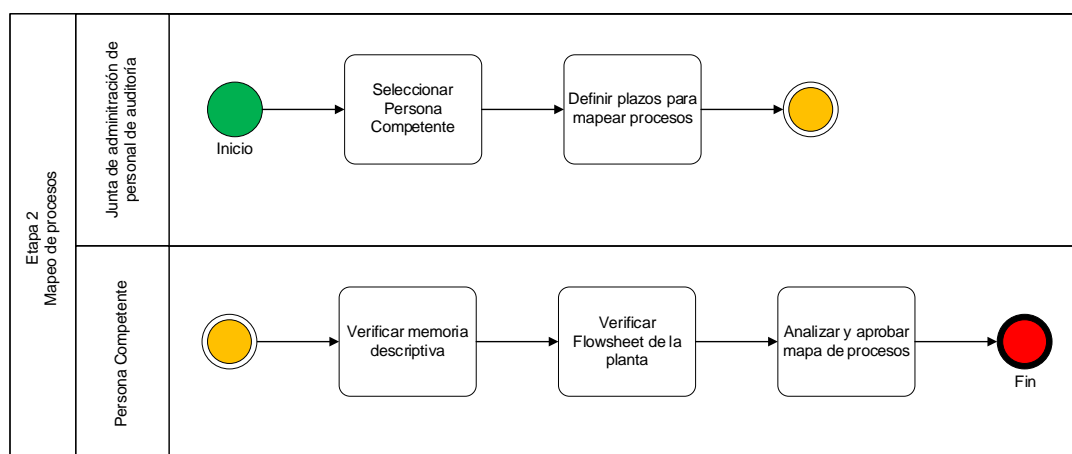 Etapa 2
Mapeo de procesos
Junta de adminitración de
personal de auditoría
Inicio
Seleccionar
Persona
Competente
Definir plazos para
mapear procesos
Persona Competente
Verificar memoria
descriptiva
Verificar
Flowsheet de la
planta
Analizar y aprobar
mapa de procesos
Fin